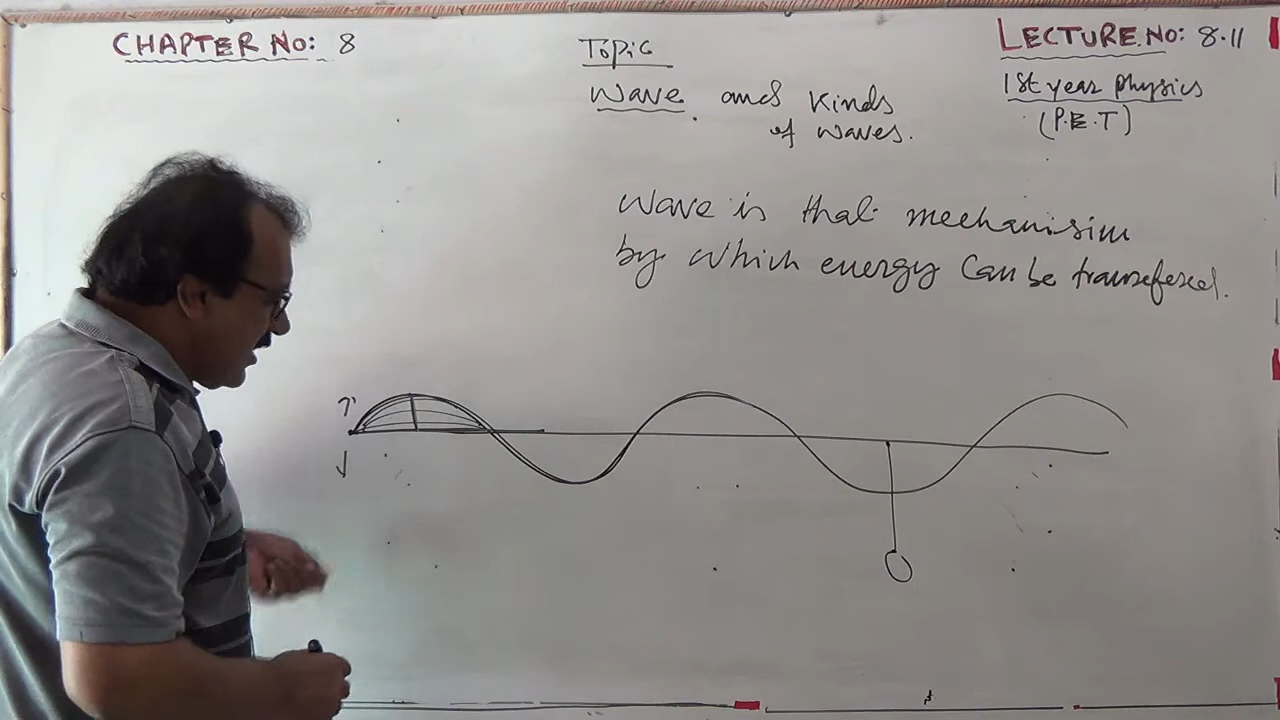 CHAPTER NO: 8
Topic
Wave and Kinds
of waves.
LECTURE NO: 8.11
1st year physics
(P.E.T)
Wave is that mechanisim
by which energy can be transefered.